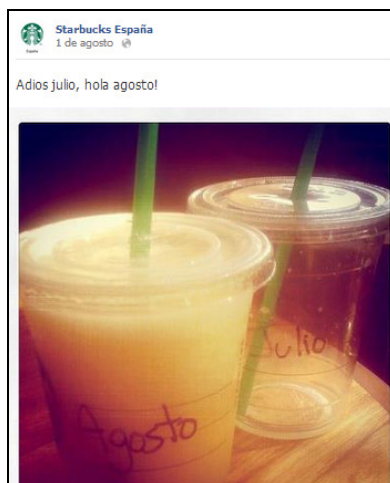 Starbucks España
1 de agosto
Adios julio, hola agosto!
Julio
Agosto